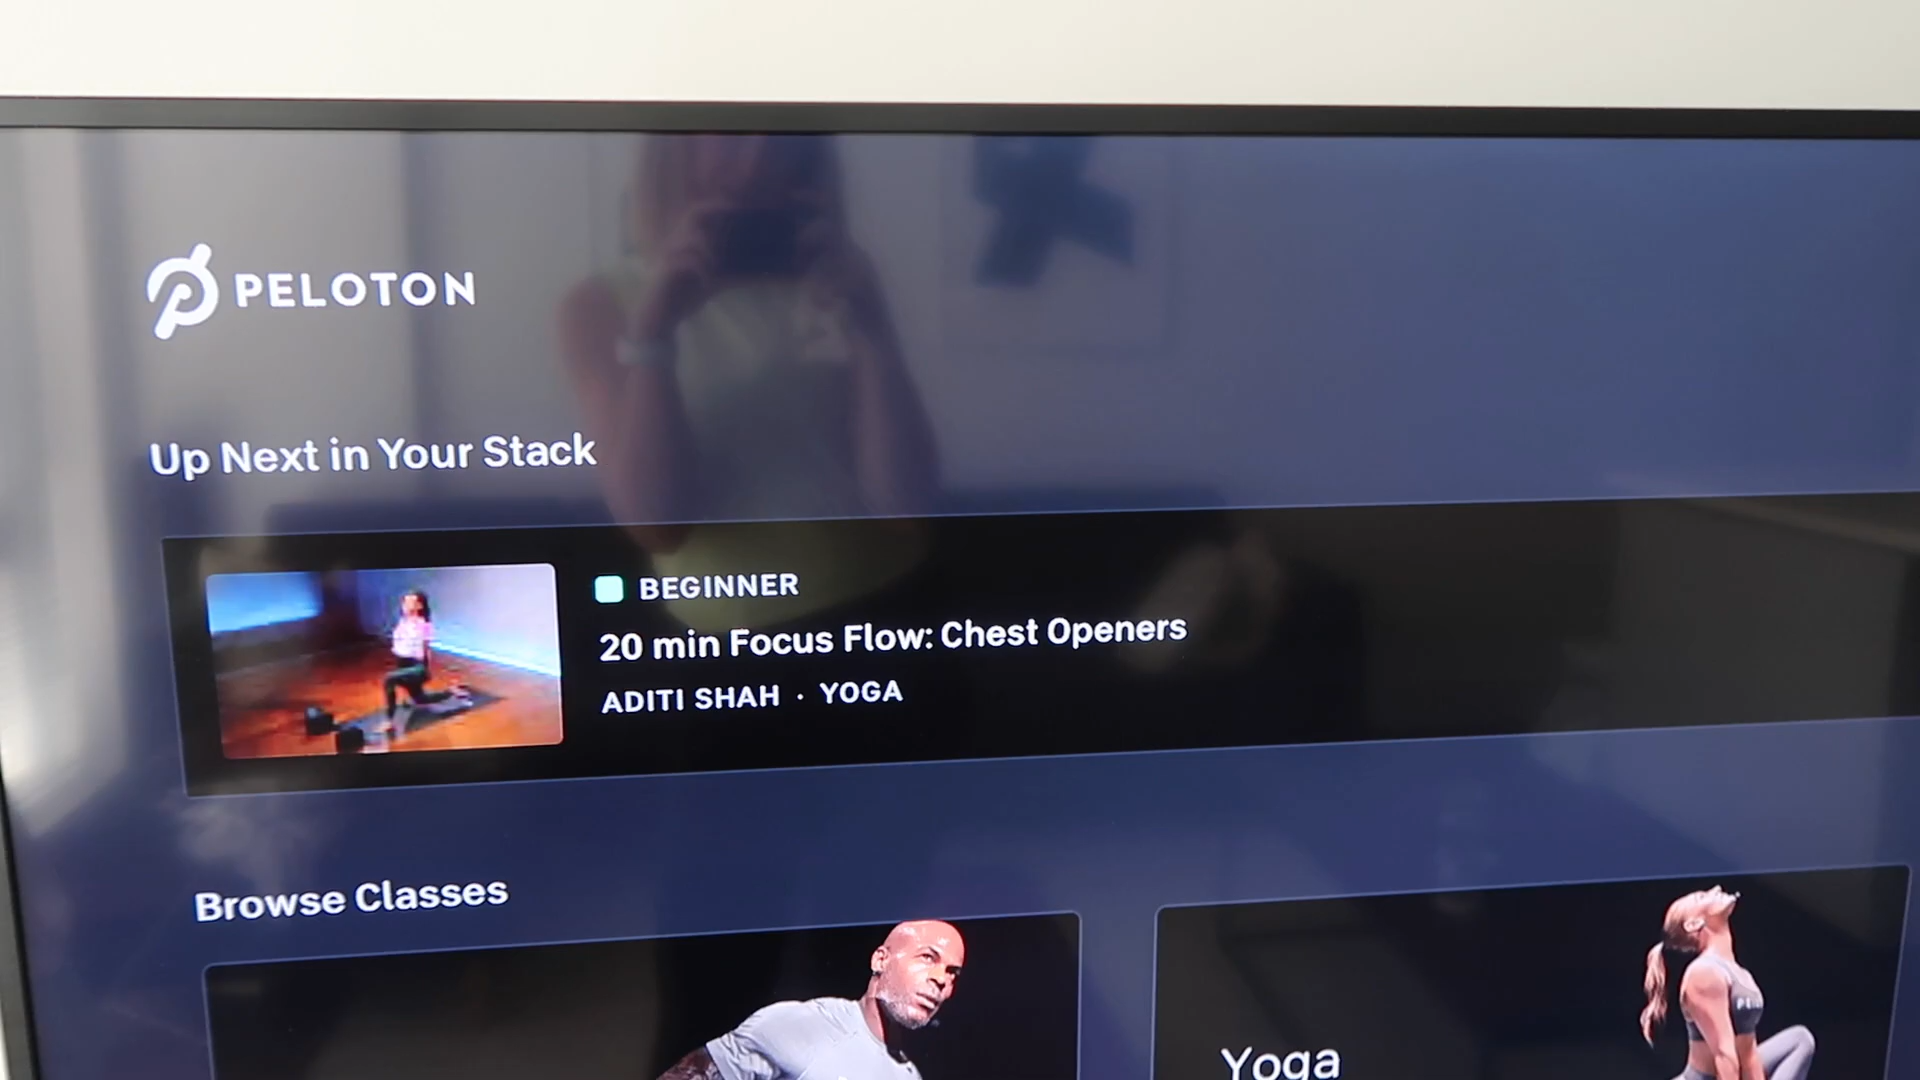 PELOTON
Up Next in Your Stack
BEGINNER
20 min Focus Flow: Chest Openers
ADITI SHAH · YOGA
Browse Classes
Yoga